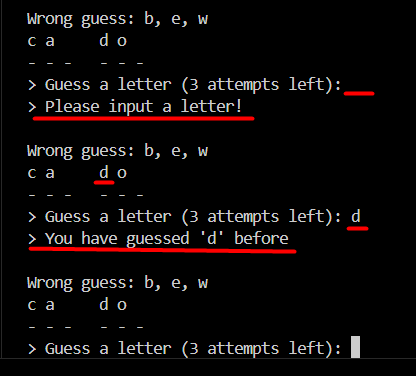 Wrong guess: b, e, w
c a     d o
- - -   - - -
> Guess a letter (3 attempts left):
> Please input a letter!
Wrong guess: b, e, w
c a     d o
- - -   - - -
> Guess a letter (3 attempts left): d
> You have guessed 'd' before
Wrong guess: b, e, w
c a     d o
- - -   - - -
> Guess a letter (3 attempts left):